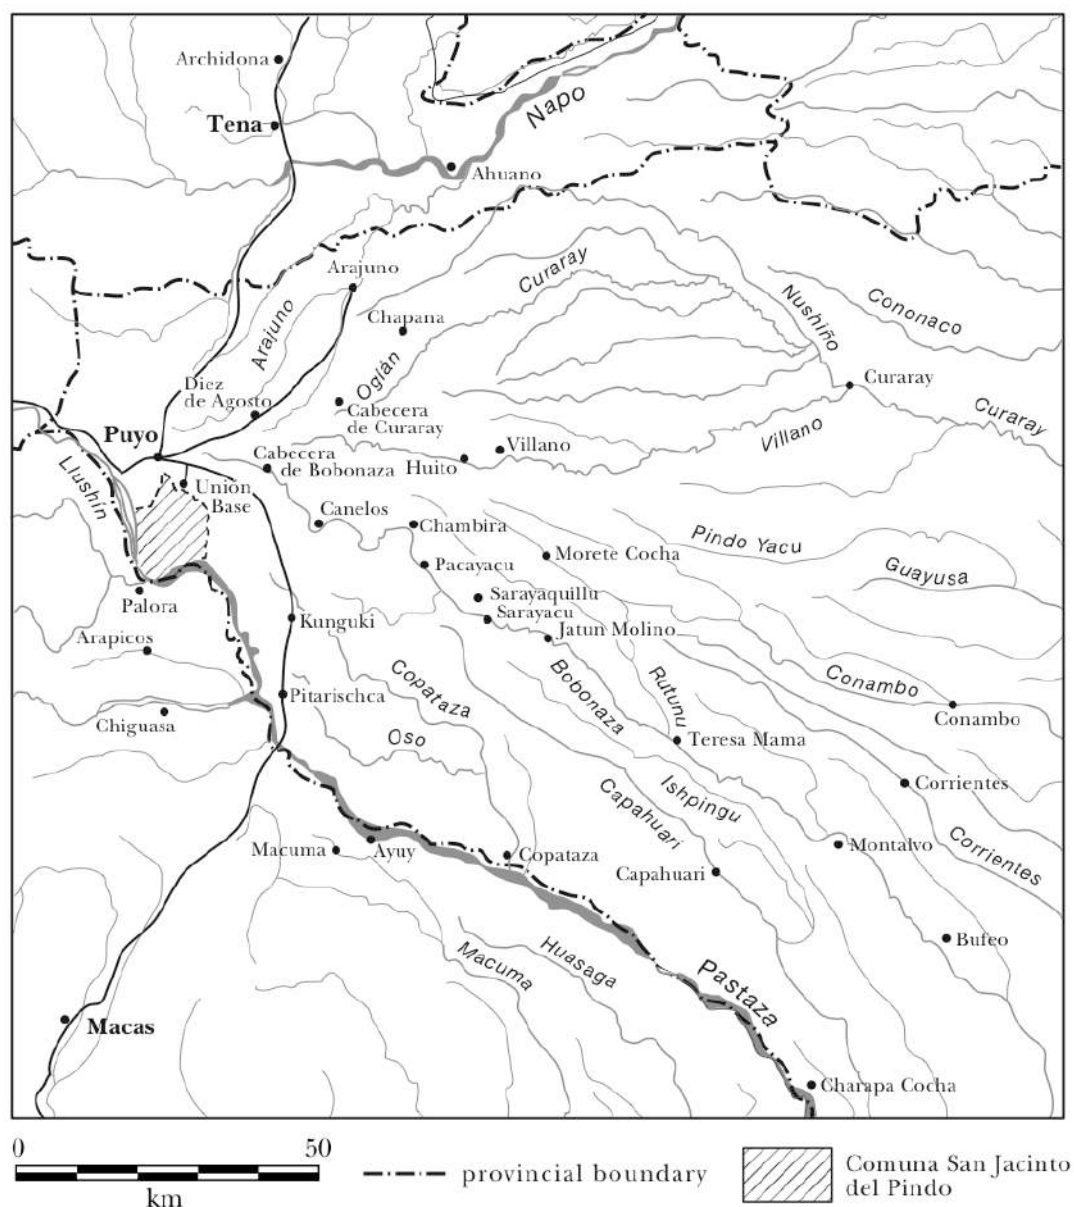 Archidona
Tena
Napo
Ahuano
Arajuno
Curaray
Arajuno
Chapana
Nushiño
Cononaco
Oglán
Diez
de Agosto
Curaray
Cabecera
de Curaray
Curaray
Puyo
Villano
Villano
Cabecera
de Bobonaza
Huito
Llushín
Unión
Base
Canelos
Chambira
Pindo Yacu
Morete Cocha
Pacayacu
Guayusa
Palora
Sarayaquillu
Sarayacu
Kunguki
Jatun Molino
Arapicos
Copataza
Bobonaza
Rutunu
Conambo
Pitarischca
Conambo
Chiguasa
Oso
Teresa Mama
Ishpingu
Corrientes
Capahuari
Macuma
Ayuy
Copataza
Montalvo
Corrientes
Capahuari
Bufeo
Huasaga
Macuma
Pastaza
Macas
Charapa Cocha
0 50
km
provincial boundary
Comuna San Jacinto
del Pindo